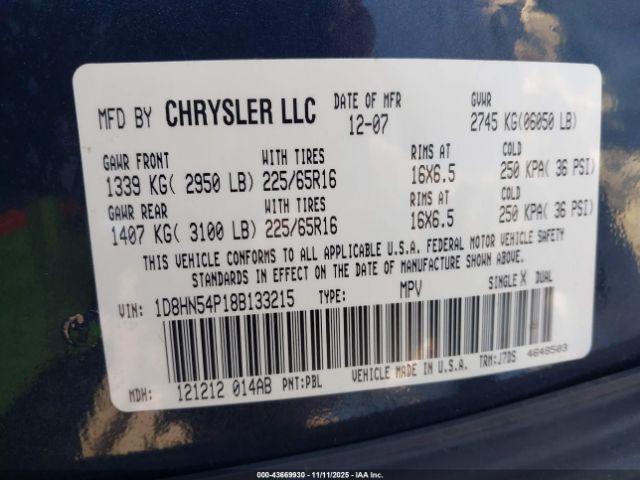 MFD BY CHRYSLER LLC DATE OF MFR 12-07 GVWR 2745 KG(06050 LB)
GAWR FRONT WITH TIRES RIMS AT COLD
1339 KG( 2950 LB) 225/65R16 16X6.5 250 KPA( 36 PSI)
GAWR REAR WITH TIRES RIMS AT COLD
1407 KG( 3100 LB) 225/65R16 16X6.5 250 KPA( 36 PSI)
THIS VEHICLE CONFORMS TO ALL APPLICABLE U.S.A. FEDERAL MOTOR VEHICLE SAFETY
STANDARDS IN EFFECT ON THE DATE OF MANUFACTURE SHOWN ABOVE.
VIN: 1D8HN54P18B133215 TYPE: MPV SINGLE X DUAL
MDH: 121212 014AB PNT:PBL VEHICLE MADE IN U.S.A. TRM:J7DS 4648503
000-43669930 - 11/11/2025 - IAA Inc.